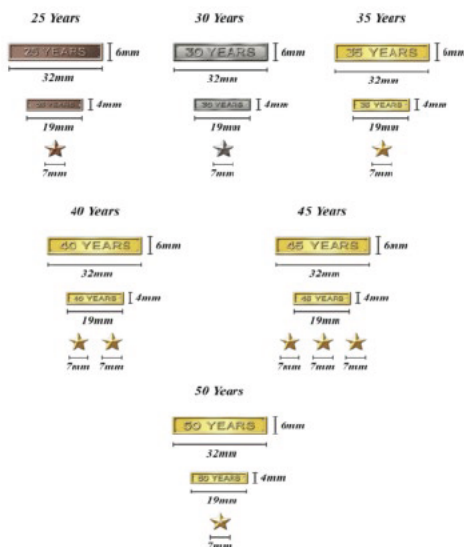 25 Years
30 Years
35 Years
25 YEARS
6mm
30 YEARS
6mm
35 YEARS
6mm
32mm
32mm
32mm
25 YEARS
4mm
30 YEARS
4mm
35 YEARS
4mm
19mm
19mm
19mm
7mm
7mm
7mm
40 Years
45 Years
40 YEARS
6mm
45 YEARS
6mm
32mm
32mm
40 YEARS
4mm
45 YEARS
4mm
19mm
19mm
7mm
7mm
7mm
7mm
7mm
50 Years
50 YEARS
6mm
32mm
50 YEARS
4mm
19mm
7mm